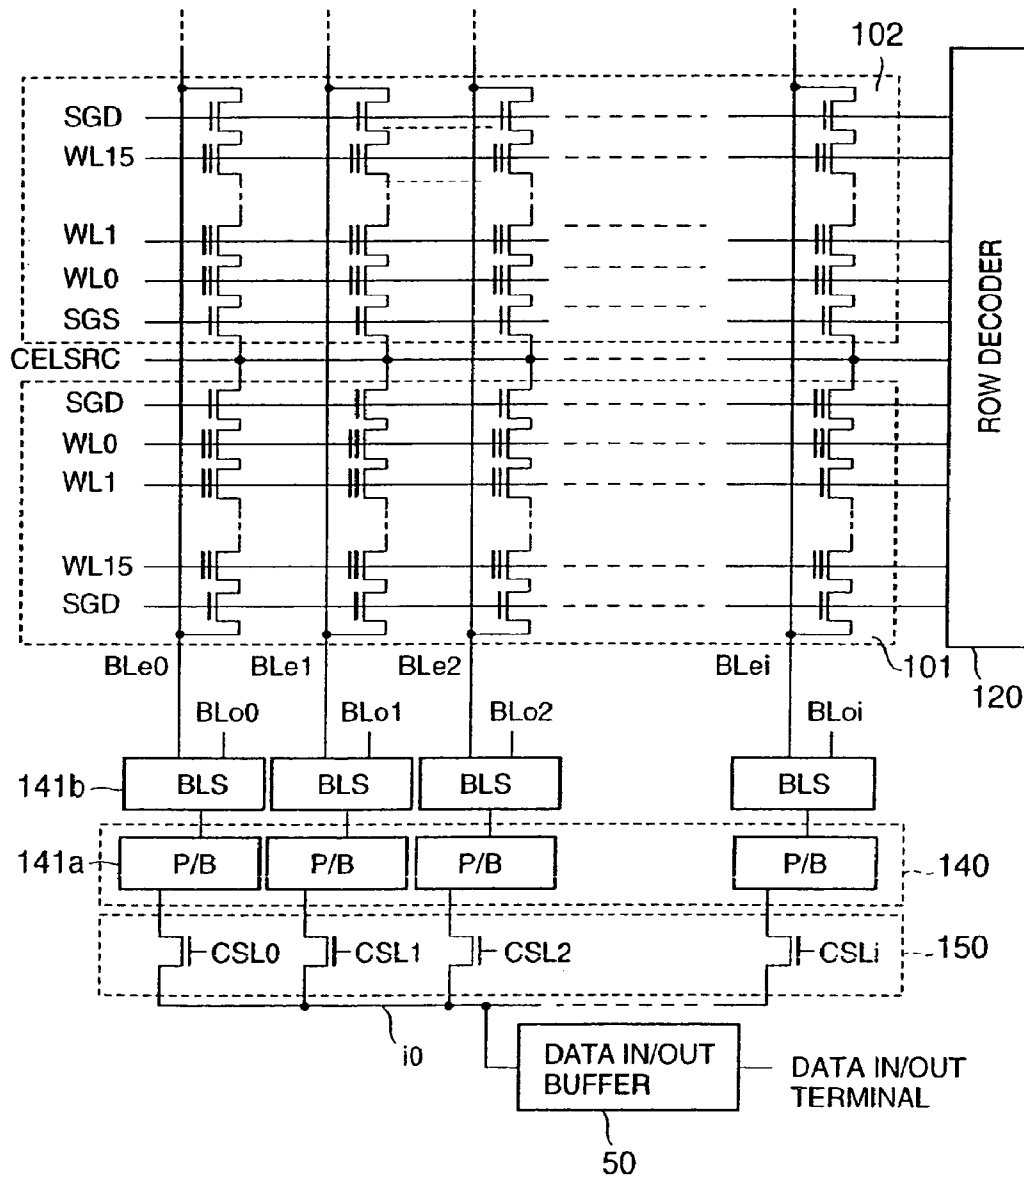 102
SGD
WL15
WL1
WL0
SGS
CELSRC
SGD
WL0
WL1
WL15
SGD
ROW DECODER
BLe0 BLe1 BLe2 BLei
101
120
BLo0 BLo1 BLo2 BLoi
141b BLS BLS BLS BLS
141a P/B P/B P/B P/B 140
CSL0 CSL1 CSL2 CSLi 150
i0
DATA IN/OUT
BUFFER
DATA IN/OUT
TERMINAL
50